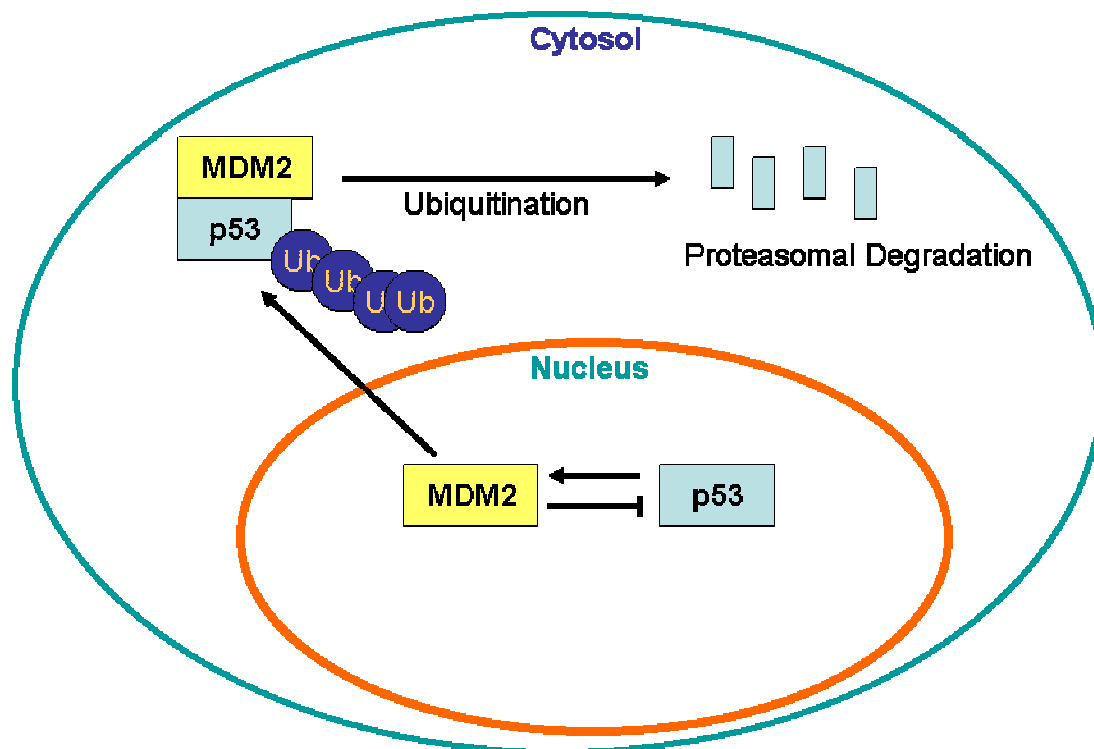 Cytosol
MDM2
Ubiquitination
p53
Ub
Ub
U
Ub
Proteasomal Degradation
Nucleus
MDM2
p53